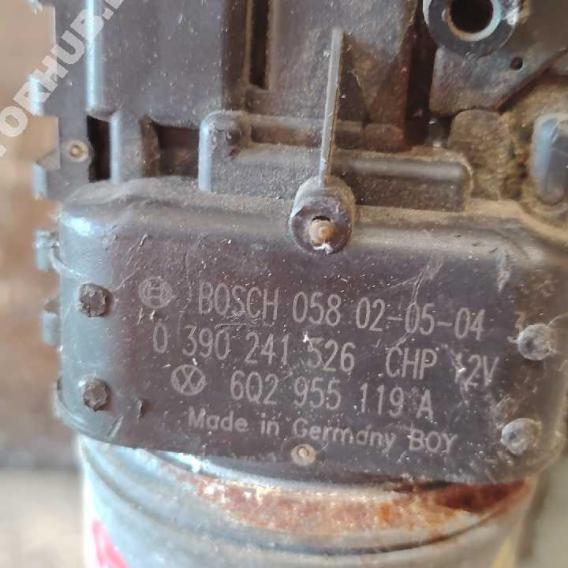 BOSCH 058 02-05-04
0 390 241 526 CHP 12V
6Q2 955 119 A
Made in Germany BOY